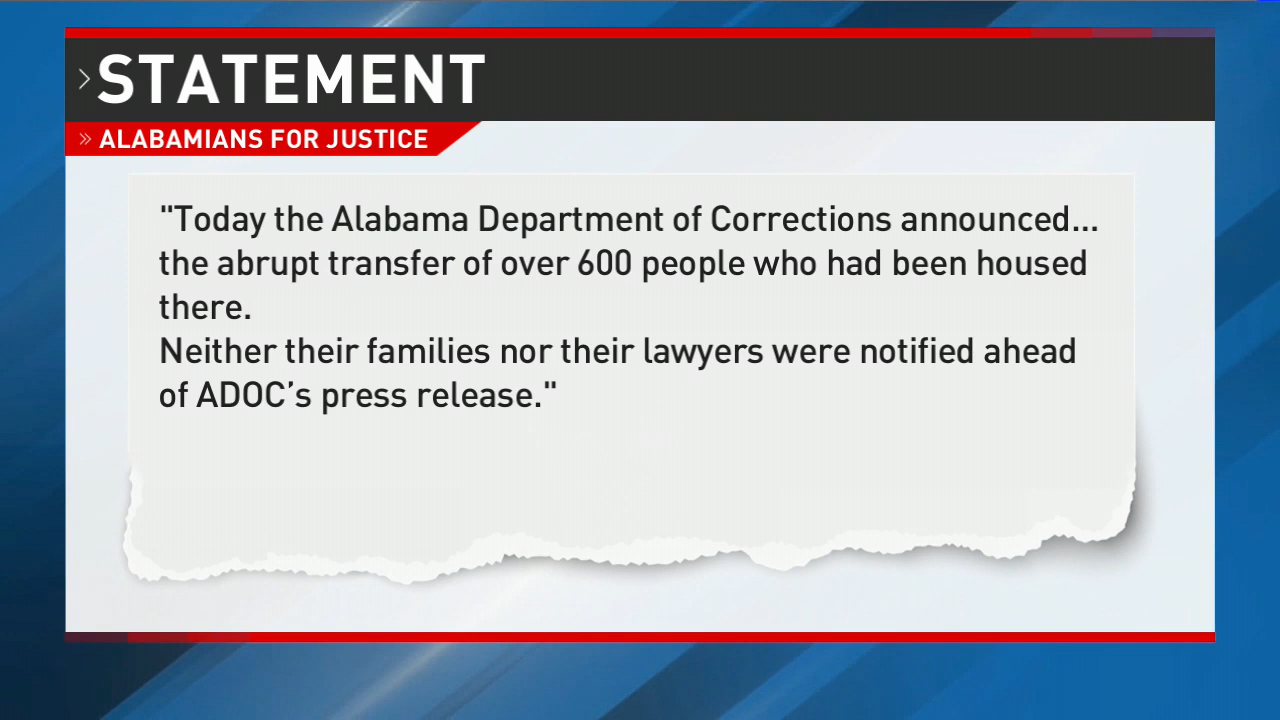 STATEMENT
ALABAMIANS FOR JUSTICE
"Today the Alabama Department of Corrections announced...
the abrupt transfer of over 600 people who had been housed
there.
Neither their families nor their lawyers were notified ahead
of ADOC’s press release."